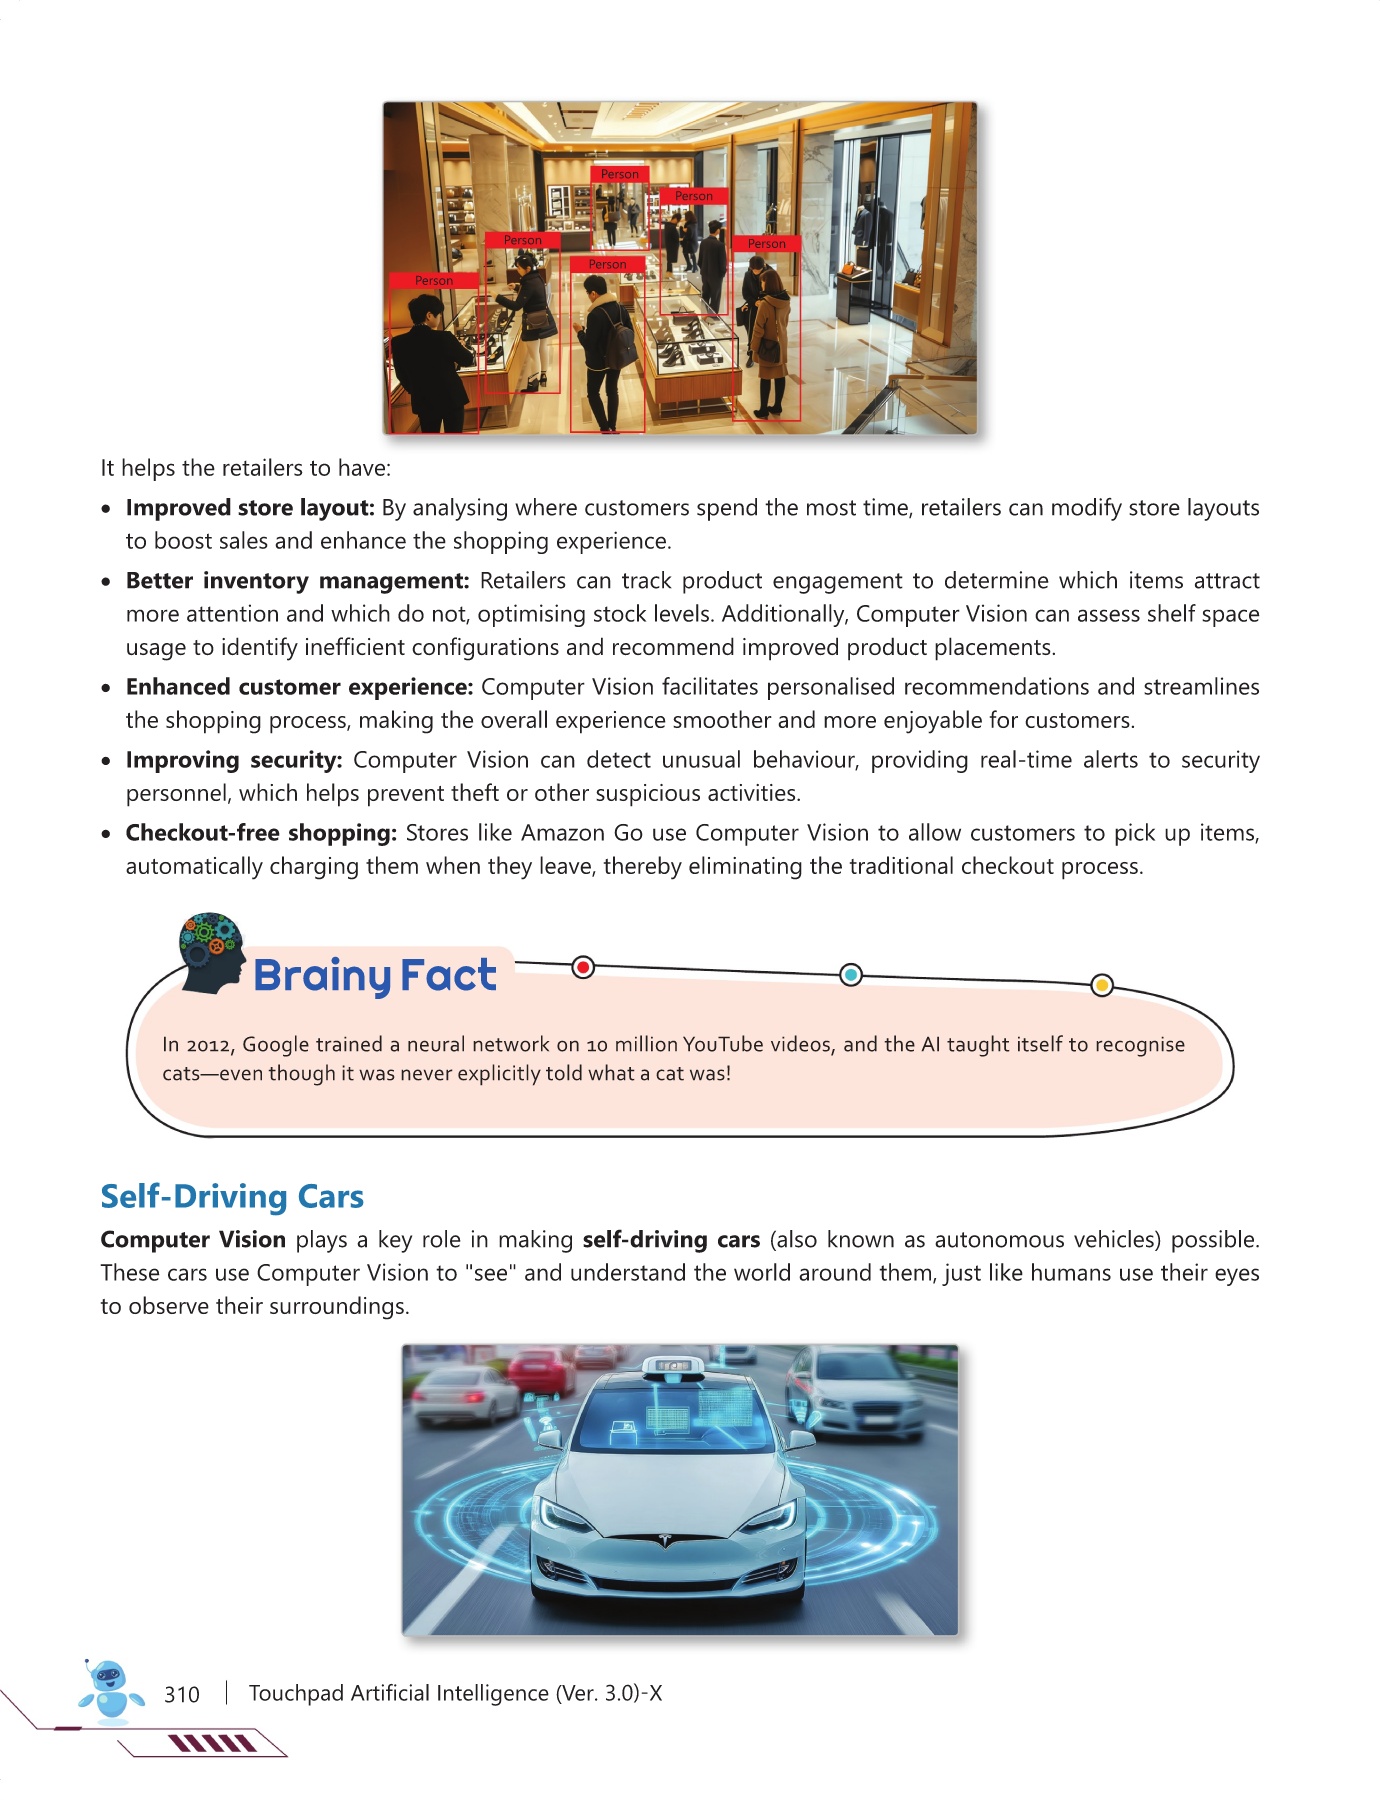 Person
Person
Person
Person
Person
Person
It helps the retailers to have:
• Improved store layout: By analysing where customers spend the most time, retailers can modify store layouts
to boost sales and enhance the shopping experience.
• Better inventory management: Retailers can track product engagement to determine which items attract
more attention and which do not, optimising stock levels. Additionally, Computer Vision can assess shelf space
usage to identify inefficient configurations and recommend improved product placements.
• Enhanced customer experience: Computer Vision facilitates personalised recommendations and streamlines
the shopping process, making the overall experience smoother and more enjoyable for customers.
• Improving security: Computer Vision can detect unusual behaviour, providing real-time alerts to security
personnel, which helps prevent theft or other suspicious activities.
• Checkout-free shopping: Stores like Amazon Go use Computer Vision to allow customers to pick up items,
automatically charging them when they leave, thereby eliminating the traditional checkout process.
Brainy Fact
In 2012, Google trained a neural network on 10 million YouTube videos, and the AI taught itself to recognise
cats—even though it was never explicitly told what a cat was!
Self-Driving Cars
Computer Vision plays a key role in making self-driving cars (also known as autonomous vehicles) possible.
These cars use Computer Vision to "see" and understand the world around them, just like humans use their eyes
to observe their surroundings.
310 | Touchpad Artificial Intelligence (Ver. 3.0)-X